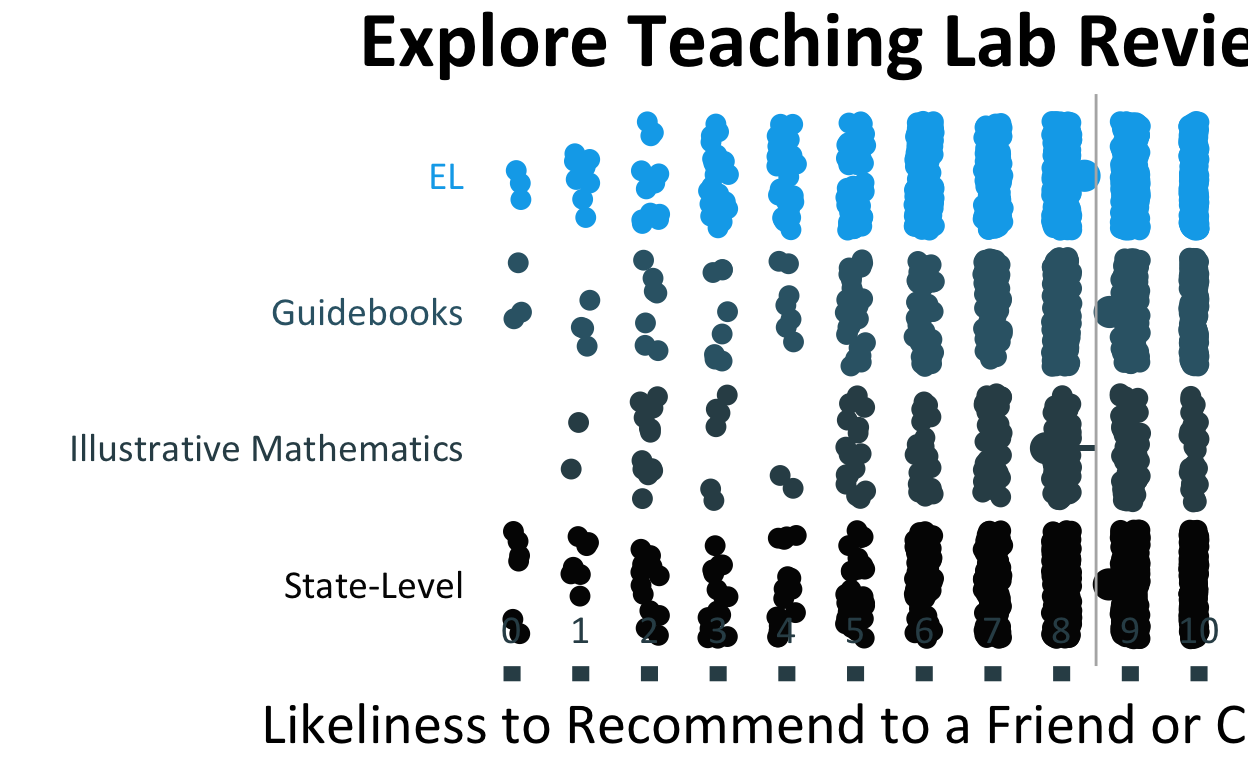 Explore Teaching Lab Revie
EL
Guidebooks
Illustrative Mathematics
State-Level
0 1 2 3 4 5 6 7 8 9 10
Likeliness to Recommend to a Friend or C